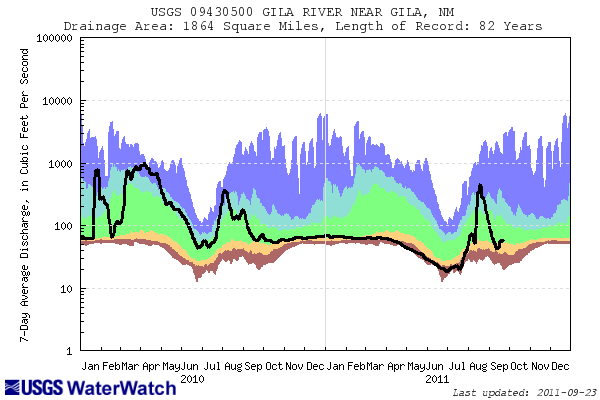 USGS 09430500 GILA RIVER NEAR GILA, NM
Drainage Area: 1864 Square Miles, Length of Record: 82 Years
7-Day Average Discharge, in Cubic Feet Per Second
100000
10000
1000
100
10
1
Jan Feb Mar Apr May Jun Jul Aug Sep Oct Nov Dec Jan Feb Mar Apr May Jun Jul Aug Sep Oct Nov Dec
2010 2011
USGS WaterWatch
Last updated: 2011-09-23